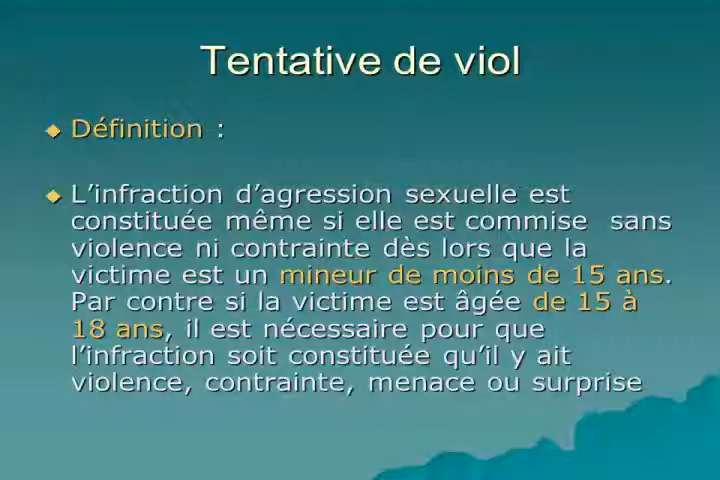 Tentative de viol
Définition :
L’infraction d’agression sexuelle est
constituée même si elle est commise sans
violence ni contrainte dès lors que la
victime est un mineur de moins de 15 ans.
Par contre si la victime est âgée de 15 à
18 ans, il est nécessaire pour que
l’infraction soit constituée qu’il y ait
violence, contrainte, menace ou surprise